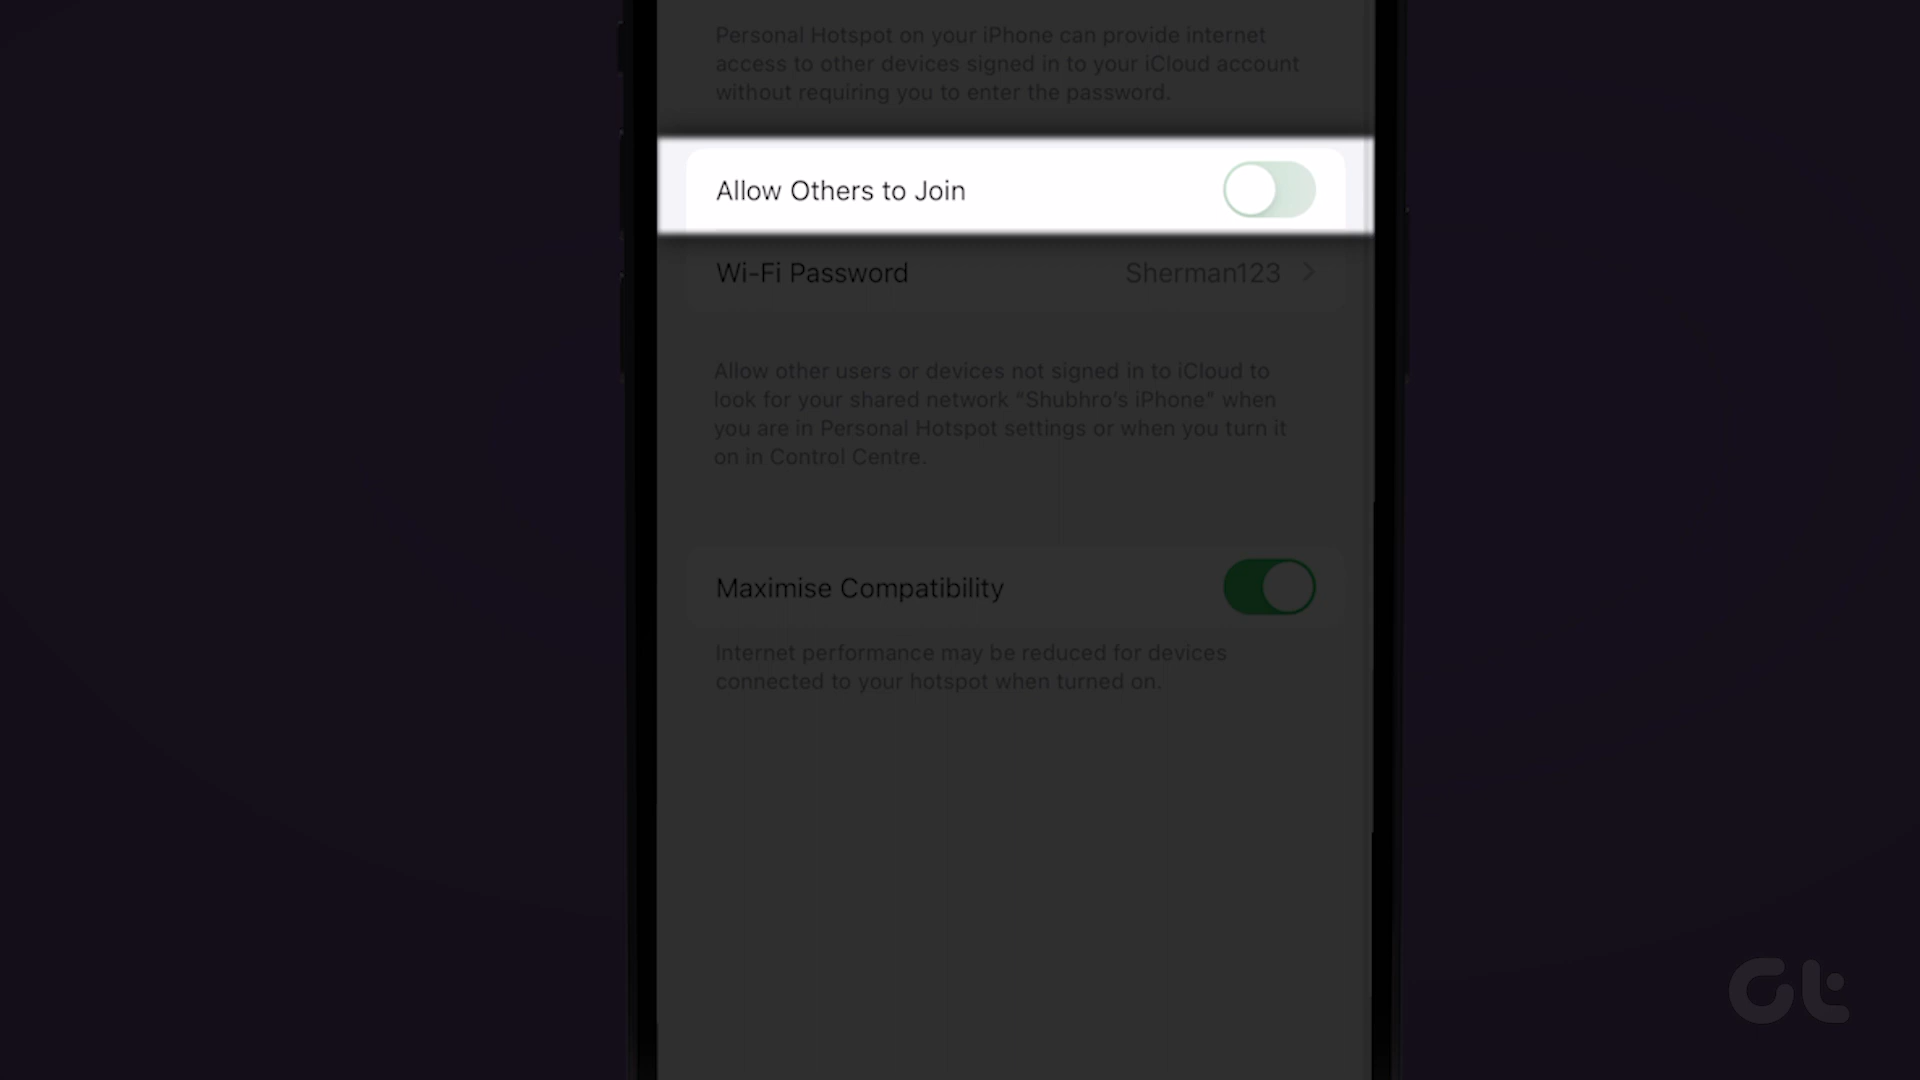 Personal Hotspot on your iPhone can provide internet
access to other devices signed in to your iCloud account
without requiring you to enter the password.
Allow Others to Join
Wi-Fi Password Sherman123
Allow other users or devices not signed in to iCloud to
look for your shared network “Shubhro’s iPhone” when
you are in Personal Hotspot settings or when you turn it
on in Control Centre.
Maximise Compatibility
Internet performance may be reduced for devices
connected to your hotspot when turned on.
Gt